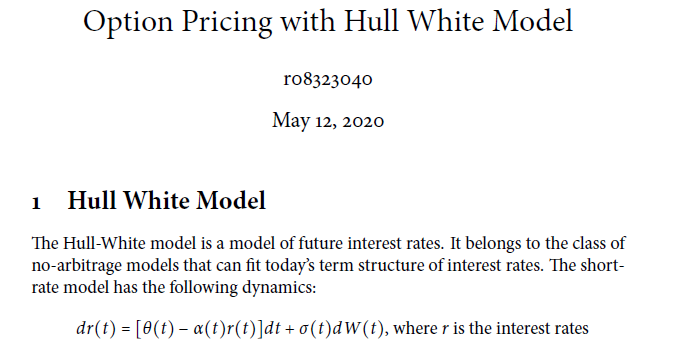 Option Pricing with Hull White Model
r08323040
May 12, 2020
1 Hull White Model
The Hull-White model is a model of future interest rates. It belongs to the class of
no-arbitrage models that can fit today's term structure of interest rates. The short-
rate model has the following dynamics:
dr(t) = [θ(t) − α(t)r(t)]dt + σ(t)dW(t), where r is the interest rates